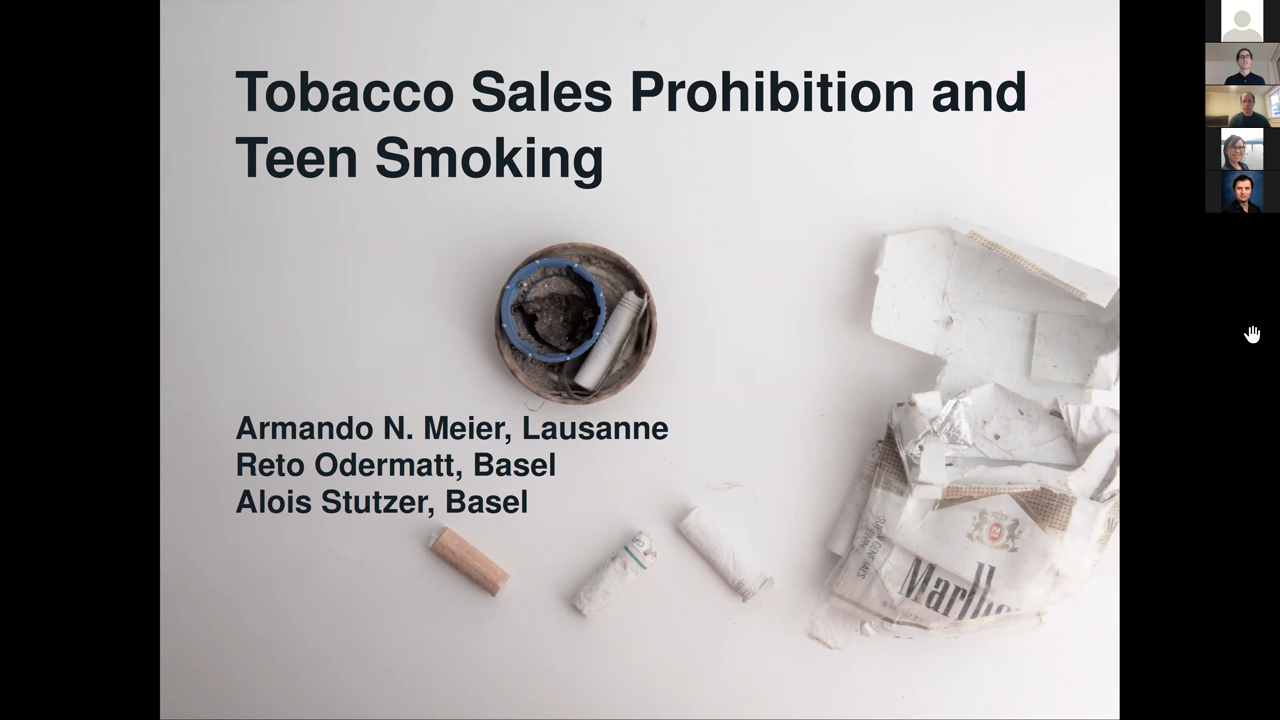 Tobacco Sales Prohibition and
Teen Smoking
Armando N. Meier, Lausanne
Reto Odermatt, Basel
Alois Stutzer, Basel